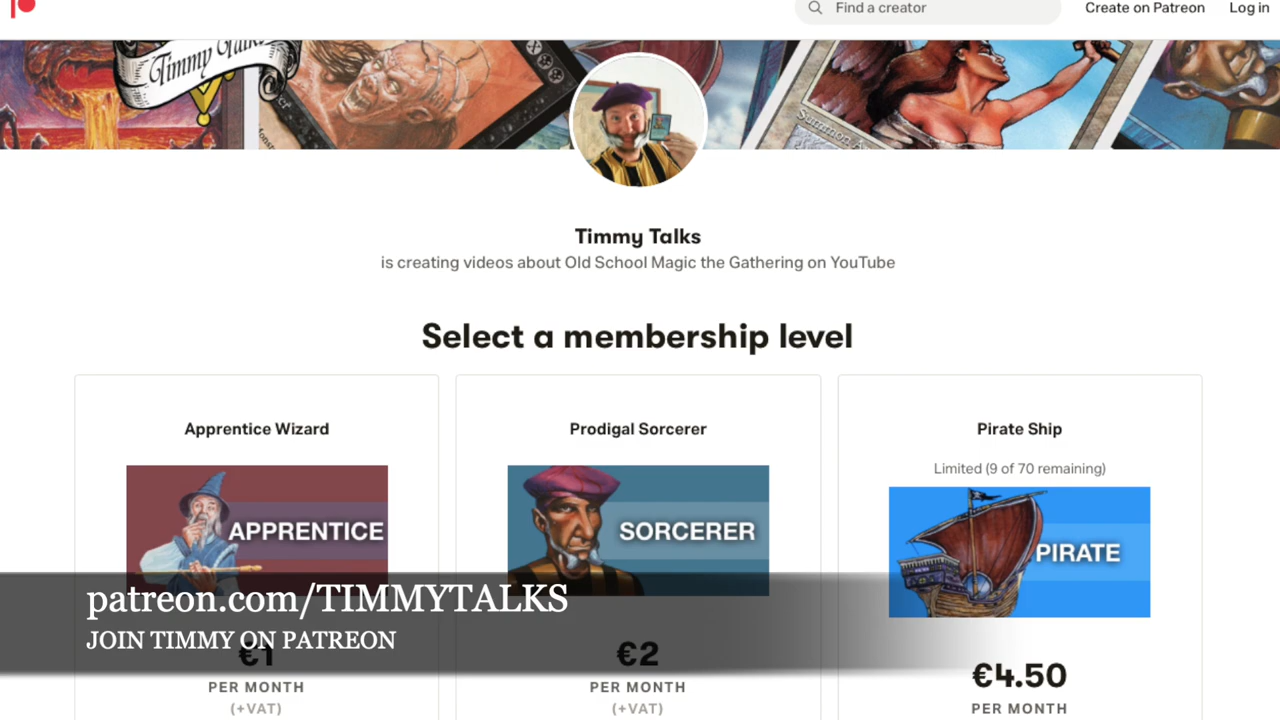 Find a creator
Create on Patreon
Log in
Timmy Talks
Summon A
Timmy Talks
is creating videos about Old School Magic the Gathering on YouTube
Select a membership level
Apprentice Wizard
Prodigal Sorcerer
Pirate Ship
Limited (9 of 70 remaining)
APPRENTICE
SORCERER
PIRATE
patreon.com/TIMMYTALKS
JOIN TIMMY ON PATREON
€1
€2
€4.50
PER MONTH
PER MONTH
PER MONTH
(+VAT)
(+VAT)